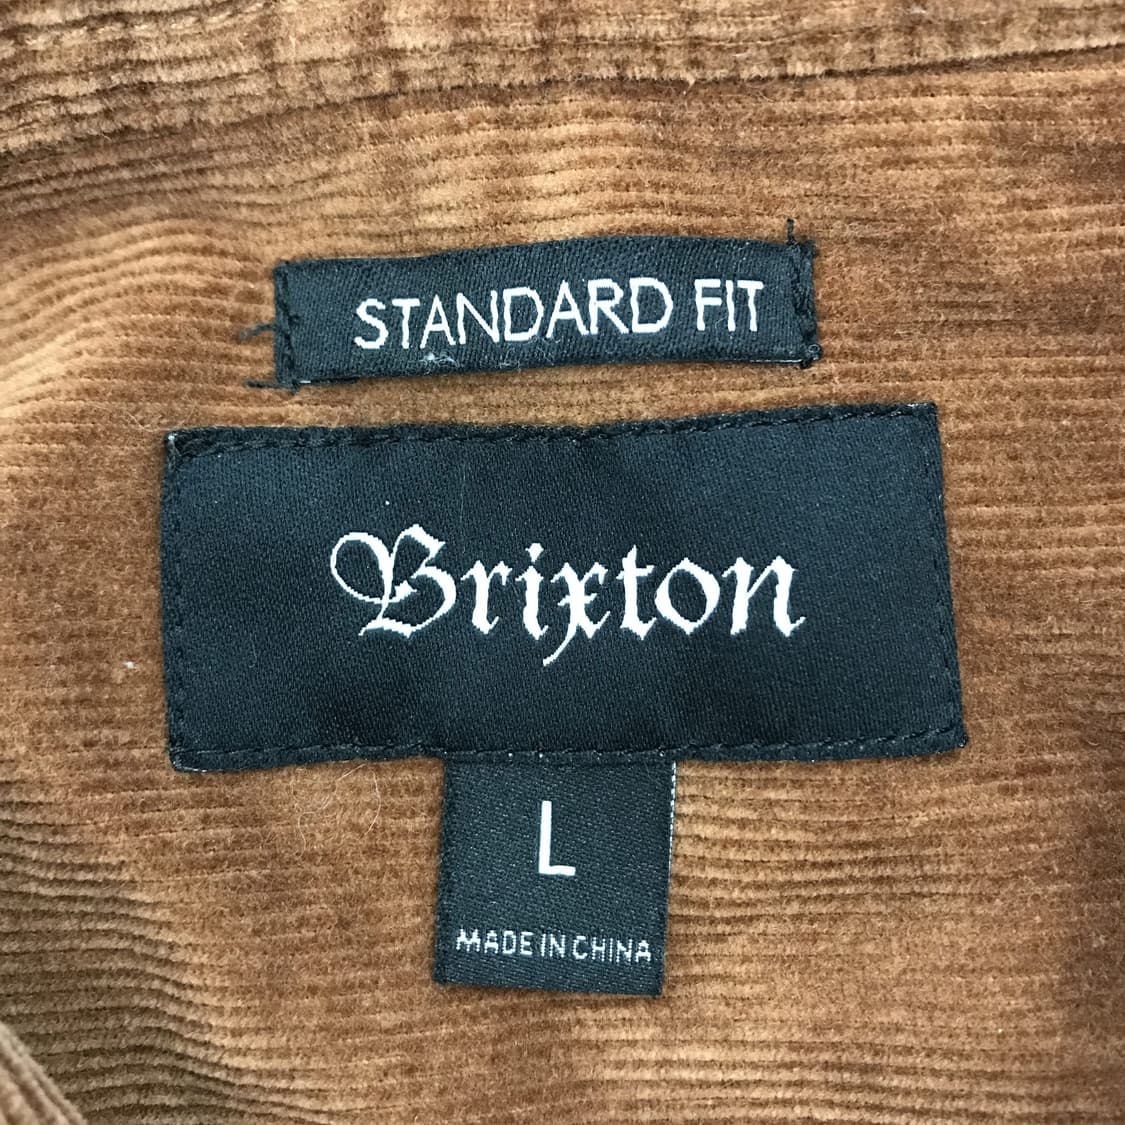 STANDARD FIT
Brixton
L
MADE IN CHINA